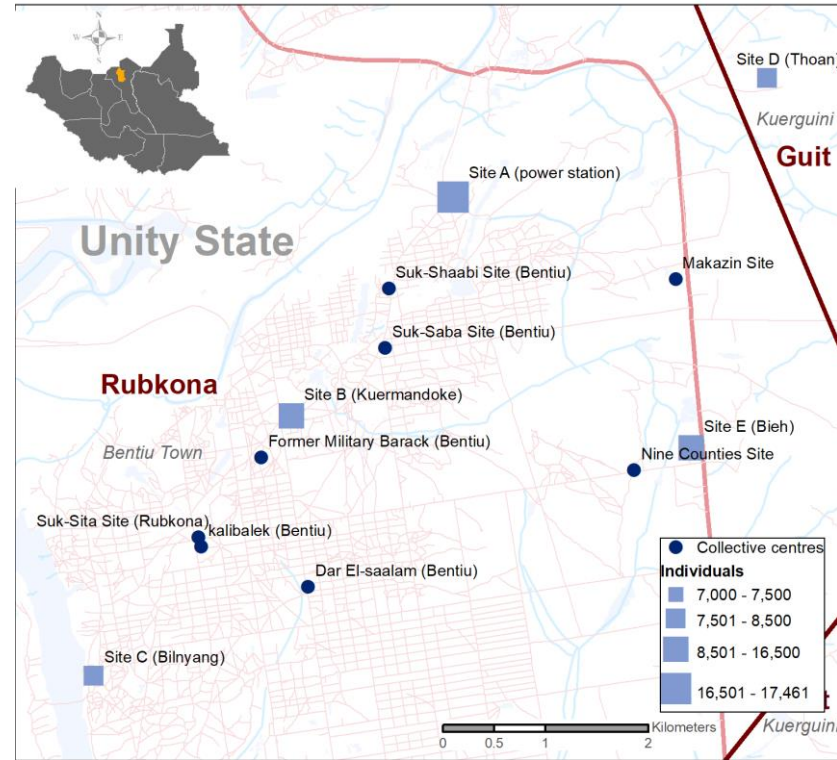 N
W E
S
Site D (Thoan)
Kuerguini
Guit
Site A (power station)
Unity State
Suk-Shaabi Site (Bentiu)
Makazin Site
Suk-Saba Site (Bentiu)
Rubkona
Site B (Kuermandoke)
Site E (Bieh)
Bentiu Town
Former Military Barack (Bentiu)
Nine Counties Site
Suk-Sita Site (Rubkona)
kalibalek (Bentiu)
Dar El-saalam (Bentiu)
Site C (Bilnyang)
Collective centres
Individuals
7,000 - 7,500
7,501 - 8,500
8,501 - 16,500
16,501 - 17,461
t
Kuerguini
Kilometers
0 0.5 1 2